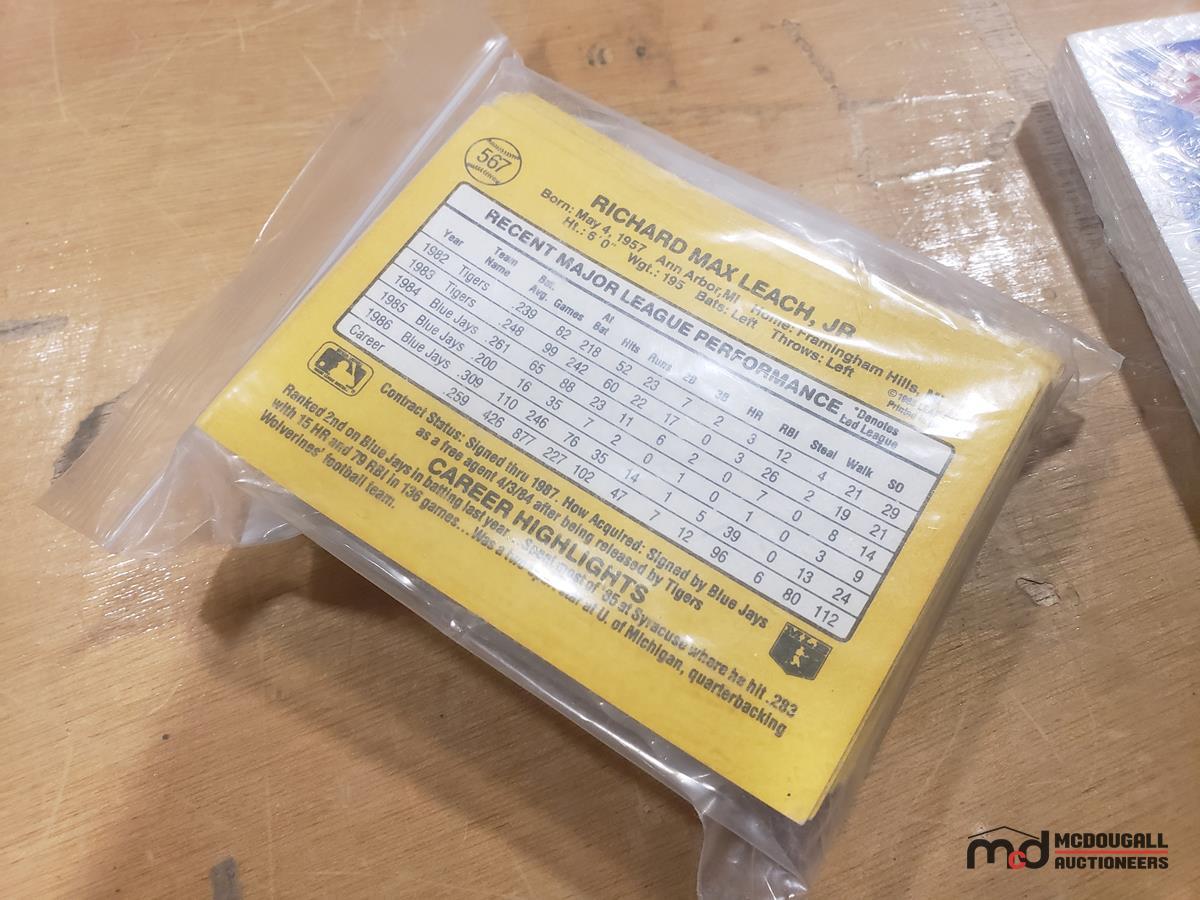 567
RICHARD MAX LEACH, JR
Born: May 4, 1957 Ann Arbor, MI Home: Framingham Hills, MI
Ht.: 6' 0" Wgt.: 195 Bats: Left Throws: Left
RECENT MAJOR LEAGUE PERFORMANCE *Denotes Led League
Year Team Name Bat. Avg. Games At Bat Hits Runs 2B 3B HR RBI Steal Walk SO
1982 Tigers .239 82 218 52 23 7 2 3 12 4 21 29
1983 Tigers .248 99 242 60 22 17 0 3 26 2 19 21
1984 Blue Jays .261 65 88 23 11 6 2 0 7 0 8 14
1985 Blue Jays .200 16 35 7 2 0 1 0 1 0 3 9
1986 Blue Jays .309 110 246 76 35 14 1 5 39 0 13 24
Career .259 426 877 227 102 47 7 12 96 6 80 112
Contract Status: Signed thru 1987. How Acquired: Signed by Blue Jays
as a free agent 4/3/84 after being released by Tigers
CAREER HIGHLIGHTS
Ranked 2nd on Blue Jays in batting last year... Spent most of '85 at Syracuse where he hit .283
with 15 HR and 79 RBI in 136 games... Was a two-sport star at U. of Michigan, quarterbacking
Wolverines' football team.
mcd MCDOUGALL
AUCTIONEERS